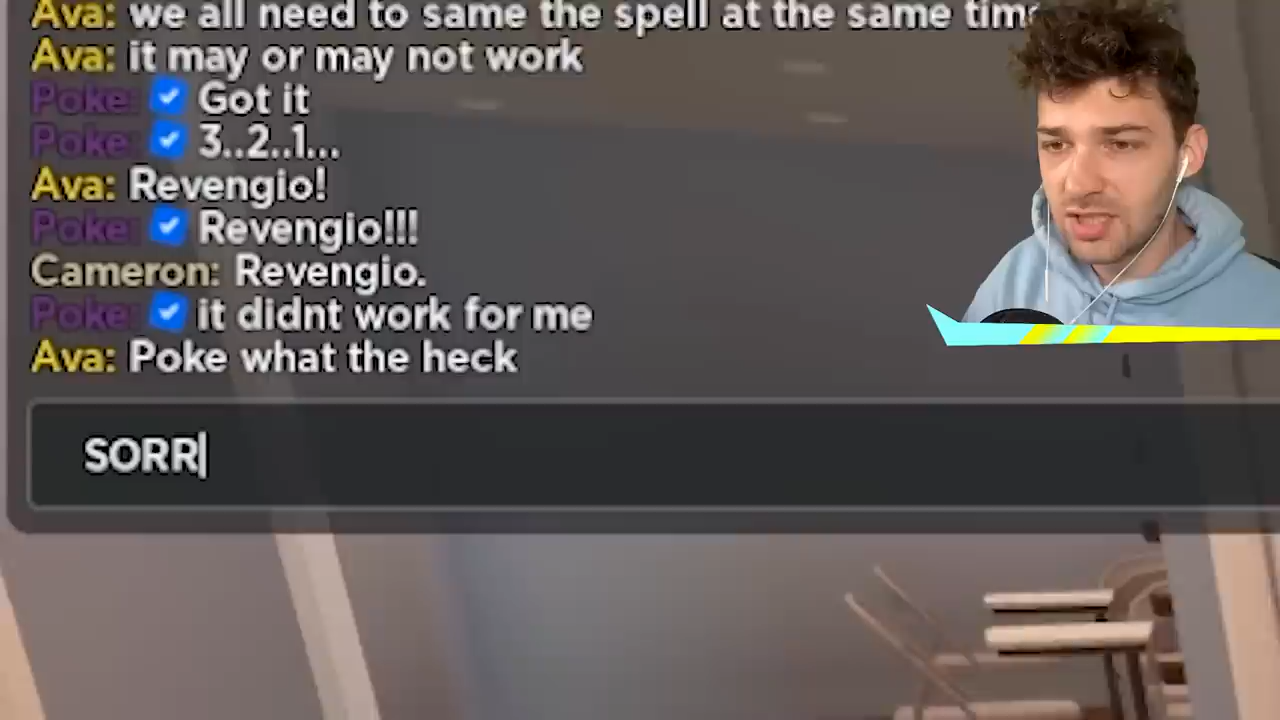 Ava: we all need to same the spell at the same time
Ava: it may or may not work
Poke: Got it
Poke: 3..2..1...
Ava: Revengio!
Poke: Revengio!!!
Cameron: Revengio.
Poke: it didnt work for me
Ava: Poke what the heck
SORR